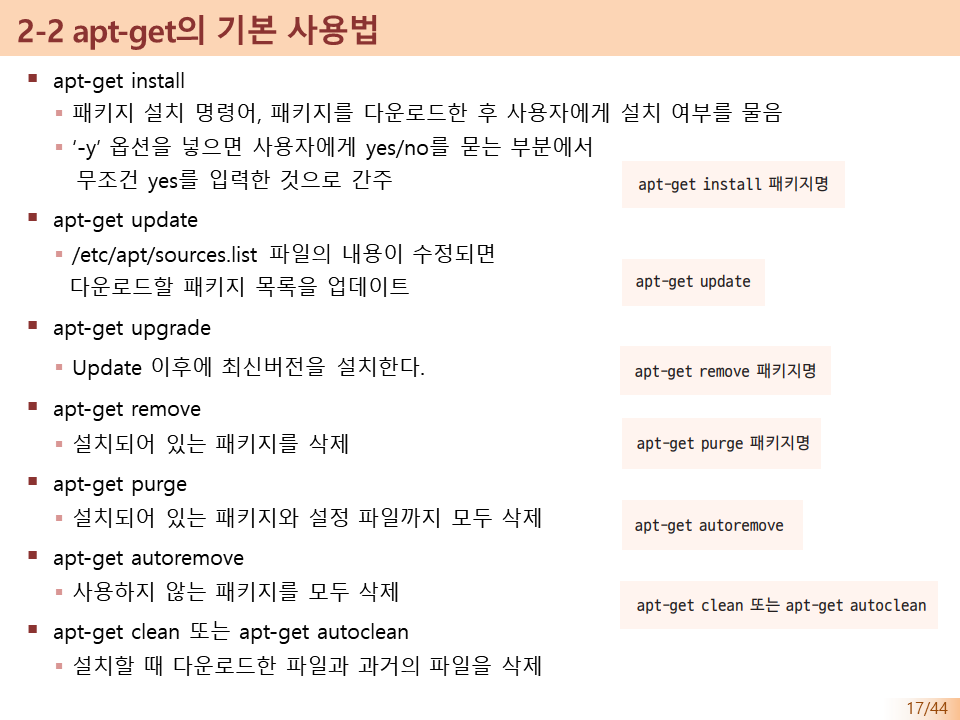 2-2 apt-get의 기본 사용법
apt-get install
패키지 설치 명령어, 패키지를 다운로드한 후 사용자에게 설치 여부를 물음
‘-y’ 옵션을 넣으면 사용자에게 yes/no를 묻는 부분에서
무조건 yes를 입력한 것으로 간주
apt-get install 패키지명
apt-get update
/etc/apt/sources.list 파일의 내용이 수정되면
다운로드할 패키지 목록을 업데이트
apt-get update
apt-get upgrade
Update 이후에 최신버전을 설치한다.
apt-get remove 패키지명
apt-get remove
설치되어 있는 패키지를 삭제
apt-get purge 패키지명
apt-get purge
설치되어 있는 패키지와 설정 파일까지 모두 삭제
apt-get autoremove
apt-get autoremove
사용하지 않는 패키지를 모두 삭제
apt-get clean 또는 apt-get autoclean
apt-get clean 또는 apt-get autoclean
설치할 때 다운로드한 파일과 과거의 파일을 삭제
17/44